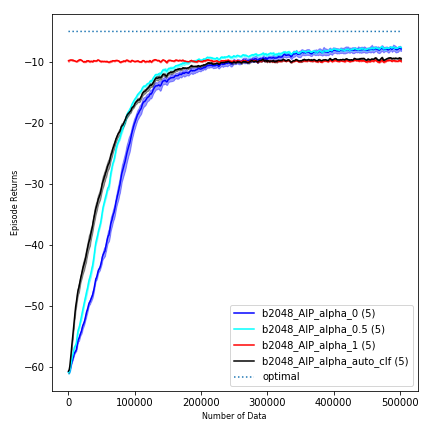 Episode Returns
−10
−20
−30
−40
−50
−60
0
100000
200000
300000
400000
500000
Number of Data
b2048_AIP_alpha_0 (5)
b2048_AIP_alpha_0.5 (5)
b2048_AIP_alpha_1 (5)
b2048_AIP_alpha_auto_clf (5)
optimal